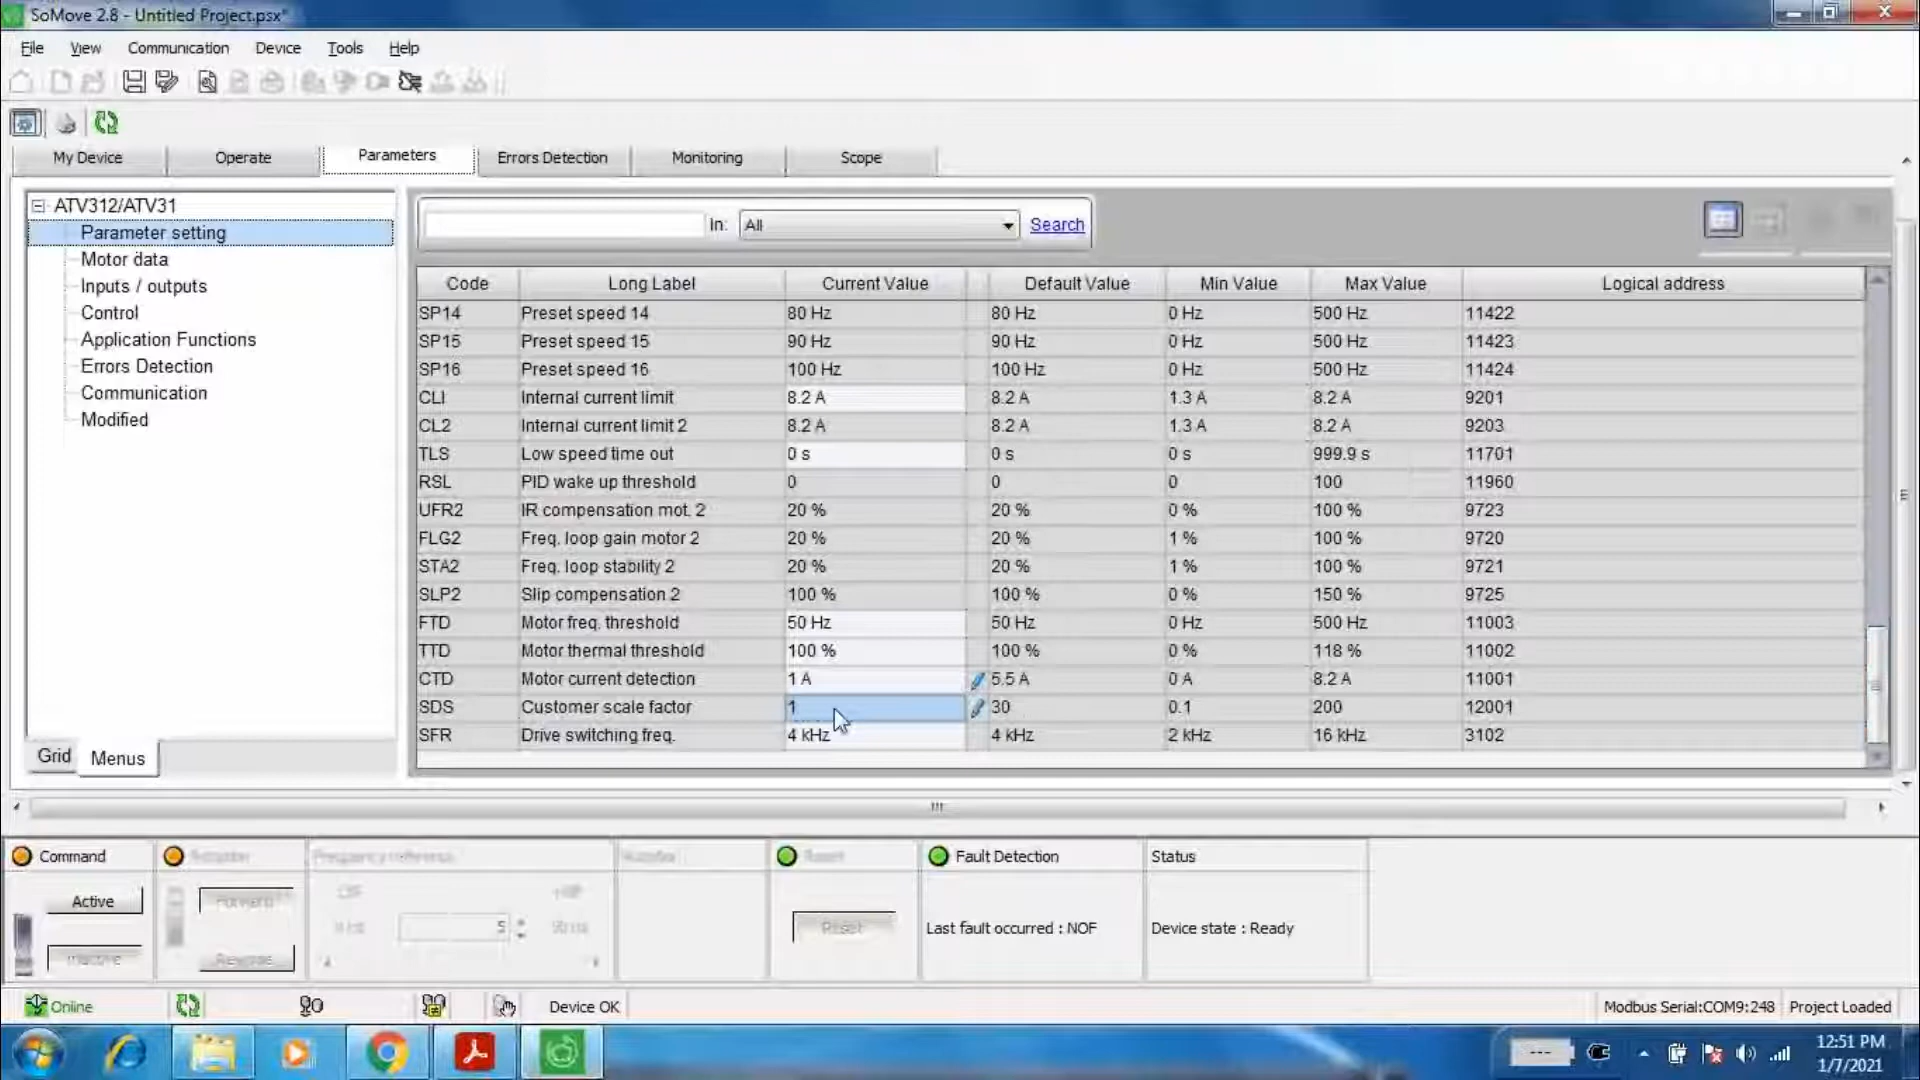 SoMove 2.8 - Untitled Project.psx*
File View Communication Device Tools Help
My Device Operate Parameters Errors Detection Monitoring Scope
ATV312/ATV31
Parameter setting
Motor data
Inputs / outputs
Control
Application Functions
Errors Detection
Communication
Modified
Grid Menus
In: All Search
Code Long Label Current Value Default Value Min Value Max Value Logical address
SP14 Preset speed 14 80 Hz 80 Hz 0 Hz 500 Hz 11422
SP15 Preset speed 15 90 Hz 90 Hz 0 Hz 500 Hz 11423
SP16 Preset speed 16 100 Hz 100 Hz 0 Hz 500 Hz 11424
CLI Internal current limit 8.2 A 8.2 A 1.3 A 8.2 A 9201
CL2 Internal current limit 2 8.2 A 8.2 A 1.3 A 8.2 A 9203
TLS Low speed time out 0 s 0 s 0 s 999.9 s 11701
RSL PID wake up threshold 0 0 0 100 11960
UFR2 IR compensation mot. 2 20 % 20 % 0 % 100 % 9723
FLG2 Freq. loop gain motor 2 20 % 20 % 1 % 100 % 9720
STA2 Freq. loop stability 2 20 % 20 % 1 % 100 % 9721
SLP2 Slip compensation 2 100 % 100 % 0 % 150 % 9725
FTD Motor freq. threshold 50 Hz 50 Hz 0 Hz 500 Hz 11003
TTD Motor thermal threshold 100 % 100 % 0 % 118 % 11002
CTD Motor current detection 1 A 5.5 A 0 A 8.2 A 11001
SDS Customer scale factor 1 30 0.1 200 12001
SFR Drive switching freq. 4 kHz 4 kHz 2 kHz 16 kHz 3102
Command
Active
Inactive
Forward
Reverse
Frequency reference
5
Reset
Reset
Fault Detection
Last fault occurred : NOF
Status
Device state : Ready
Online Device OK Modbus Serial:COM9:248 Project Loaded
12:51 PM
1/7/2021